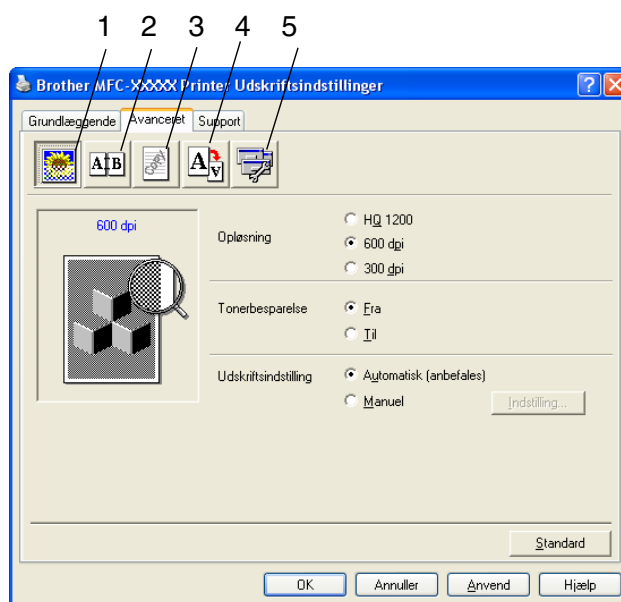 1 2 3 4 5
Brother MFC-XXXXX Printer Udskriftsindstillinger
Grundlæggende Avanceret Support
A B Copy A A
600 dpi
Opløsning
HQ 1200
600 dpi
300 dpi
Tonerbesparelse
Fra
Til
Udskriftsindstilling
Automatisk (anbefales)
Manuel
Indstilling...
Standard
OK Annuller Anvend Hjælp